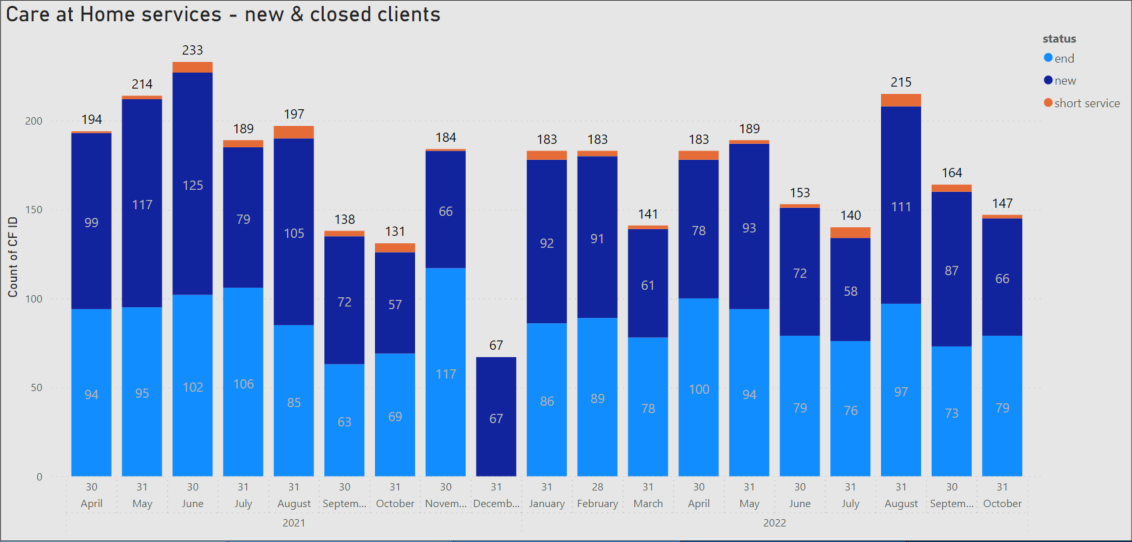 Care at Home services - new & closed clients
status
end
new
short service
Count of CF ID
200
150
100
50
0
194 214 233 189 197 138 131 184 67 183 183 141 183 189 153 140 215 164 147
99 117 125 79 105 72 57 66 67 92 91 61 78 93 72 58 111 87 66
94 95 102 106 85 63 69 117 86 89 78 100 94 79 76 97 73 79
30 31 30 31 31 30 31 30 31 31 28 31 30 31 30 31 31 30 31
April May June July August Septem... October Novem... Decemb... January February March April May June July August Septem... October
2021 2022